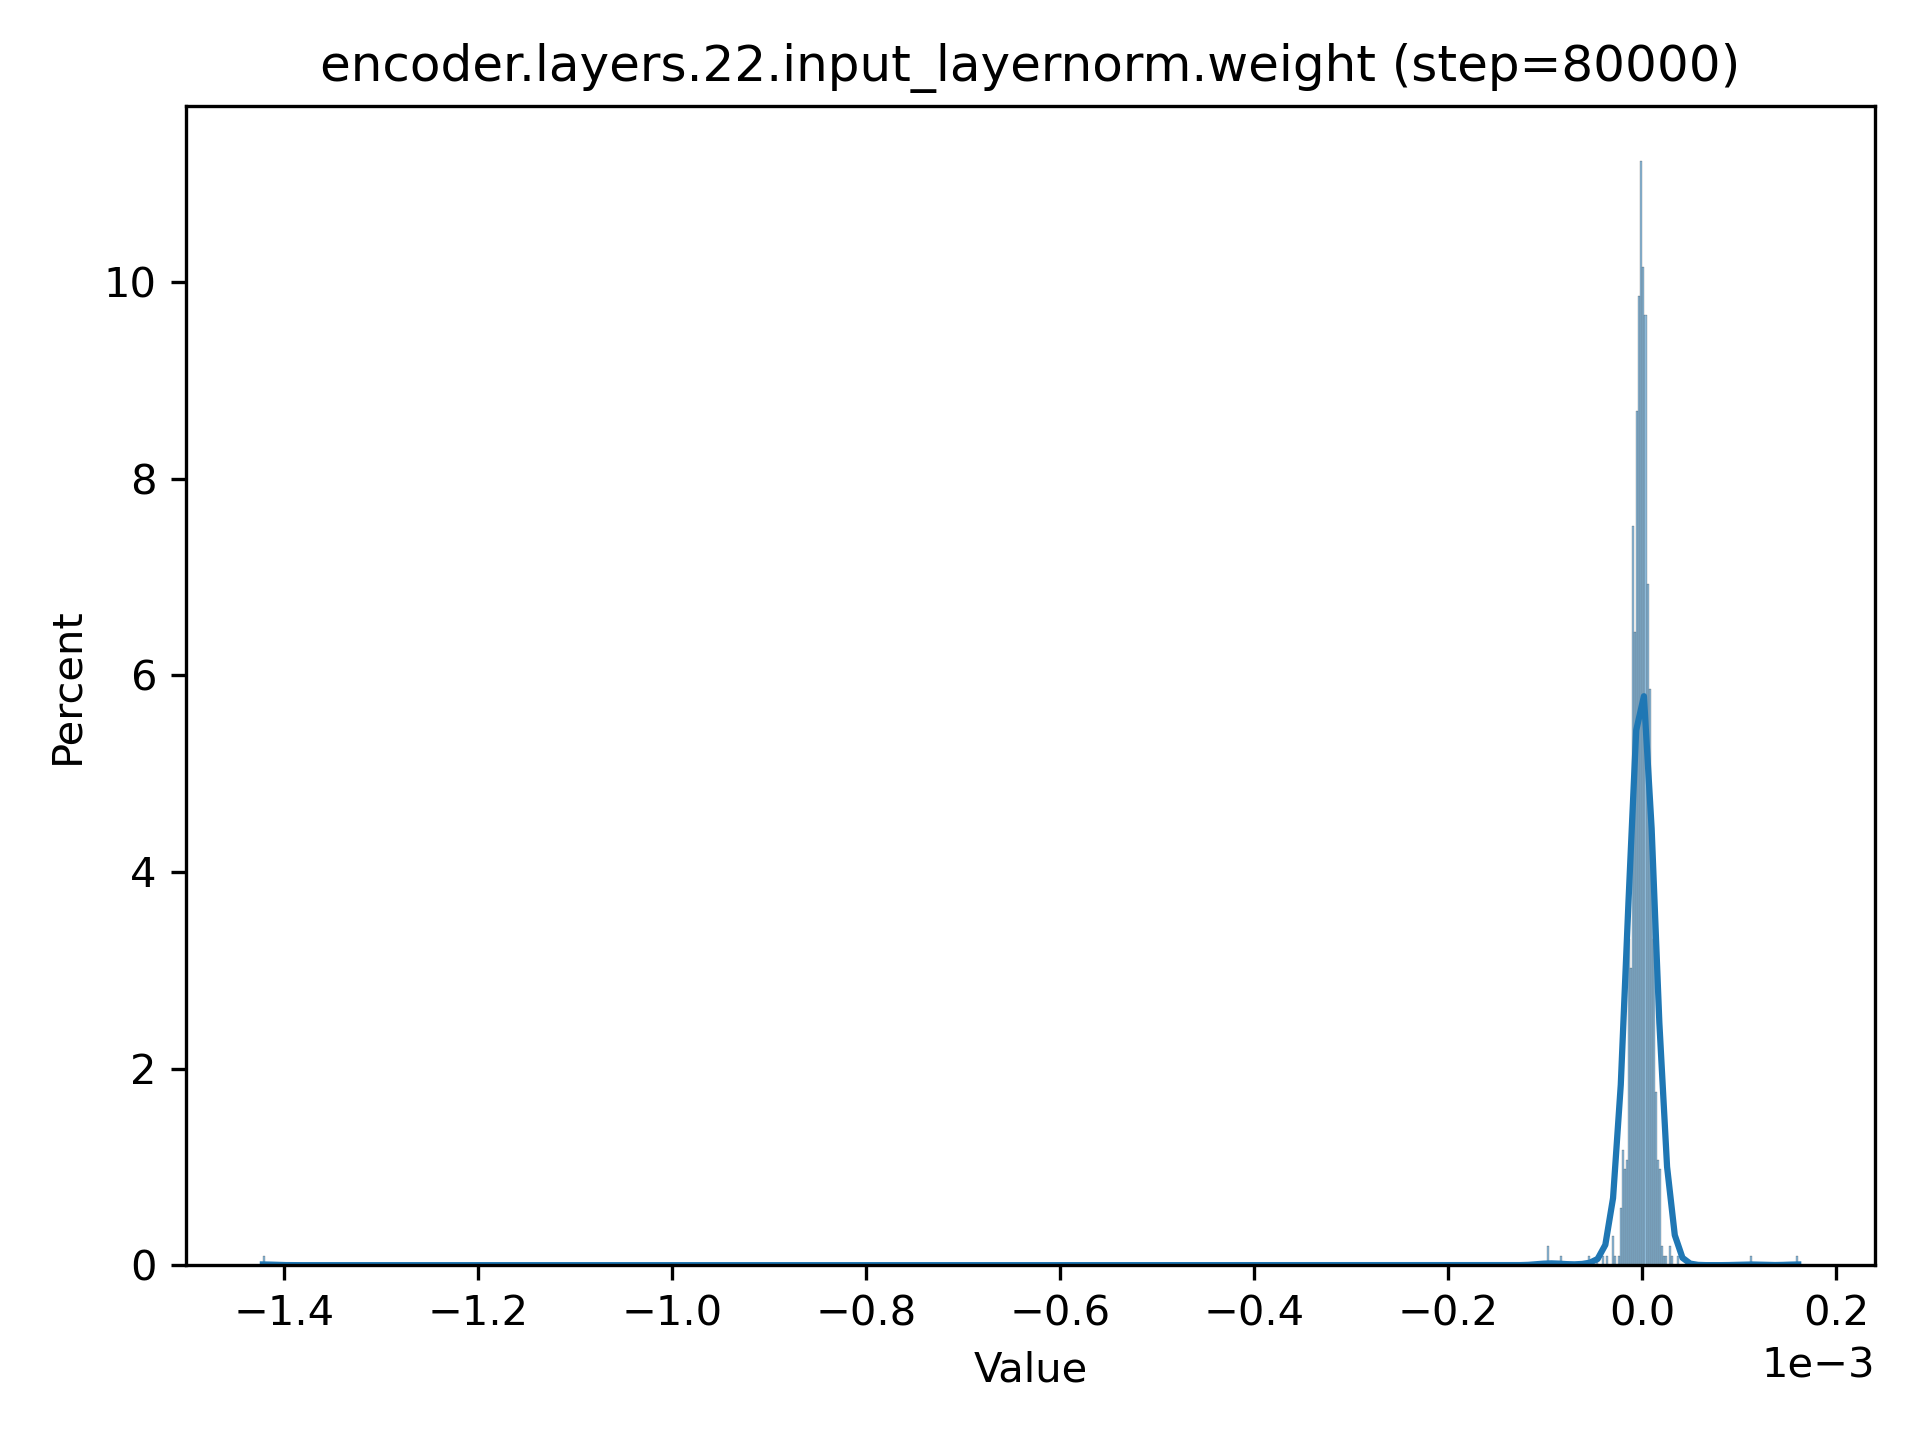 encoder.layers.22.input_layernorm.weight (step=80000)
10
8
6
4
2
0
Percent
−1.4 −1.2 −1.0 −0.8 −0.6 −0.4 −0.2 0.0 0.2
1e−3
Value